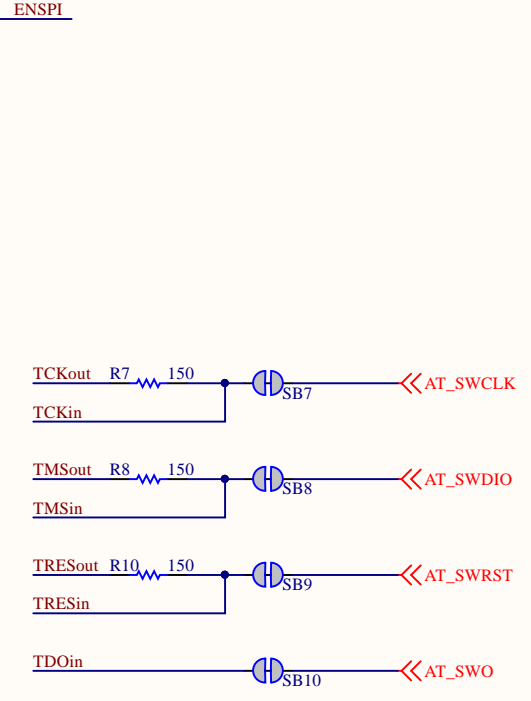 ENSPI
TCKout R7 150
SB7
AT_SWCLK
TCKin
TMSout R8 150
SB8
AT_SWDIO
TMSin
TRESout R10 150
SB9
AT_SWRST
TRESin
TDOin
SB10
AT_SWO